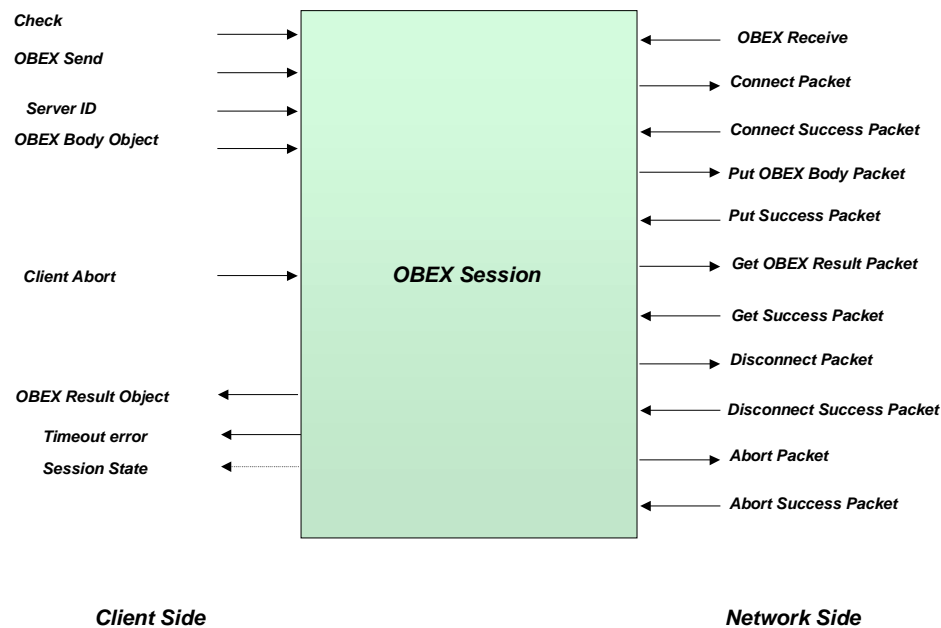 Check
OBEX Send
Server ID
OBEX Body Object
Client Abort
OBEX Result Object
Timeout error
Session State
OBEX Session
OBEX Receive
Connect Packet
Connect Success Packet
Put OBEX Body Packet
Put Success Packet
Get OBEX Result Packet
Get Success Packet
Disconnect Packet
Disconnect Success Packet
Abort Packet
Abort Success Packet
Client Side
Network Side